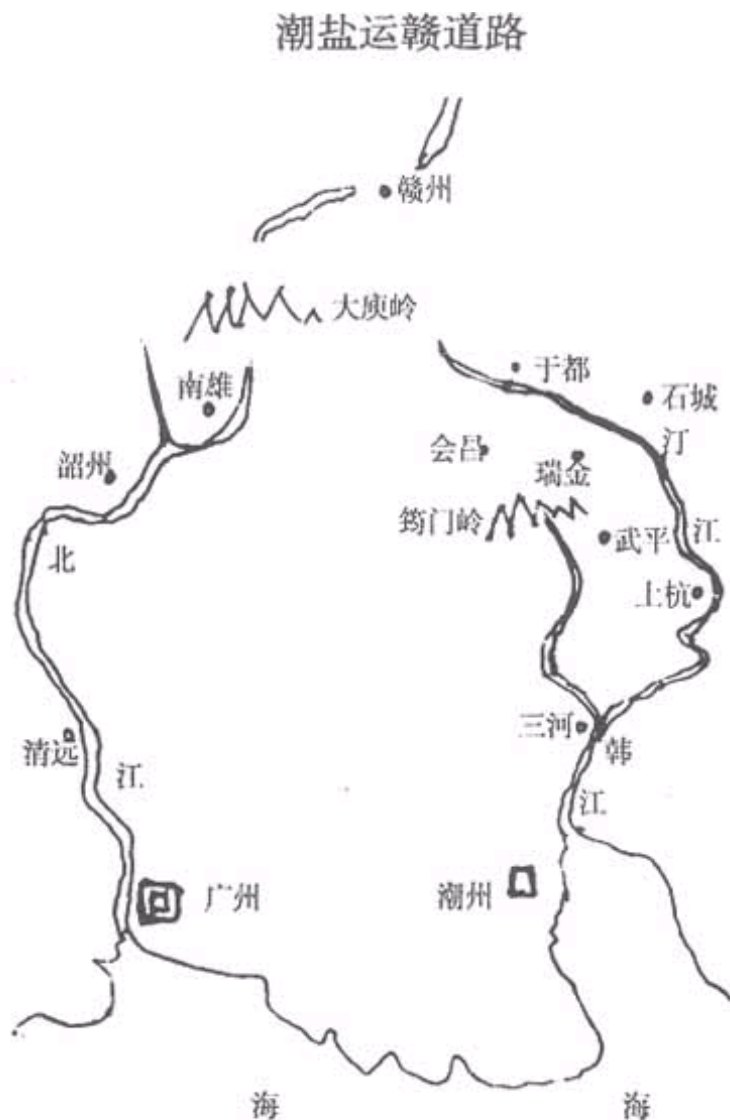 潮盐运赣道路
赣州
大庾岭
于都
南雄
石城
汀
会吕
瑞金
韶州
筠门岭
武平
江
北
上杭
三河
韩
清远
江
江
潮州
广州
海
海